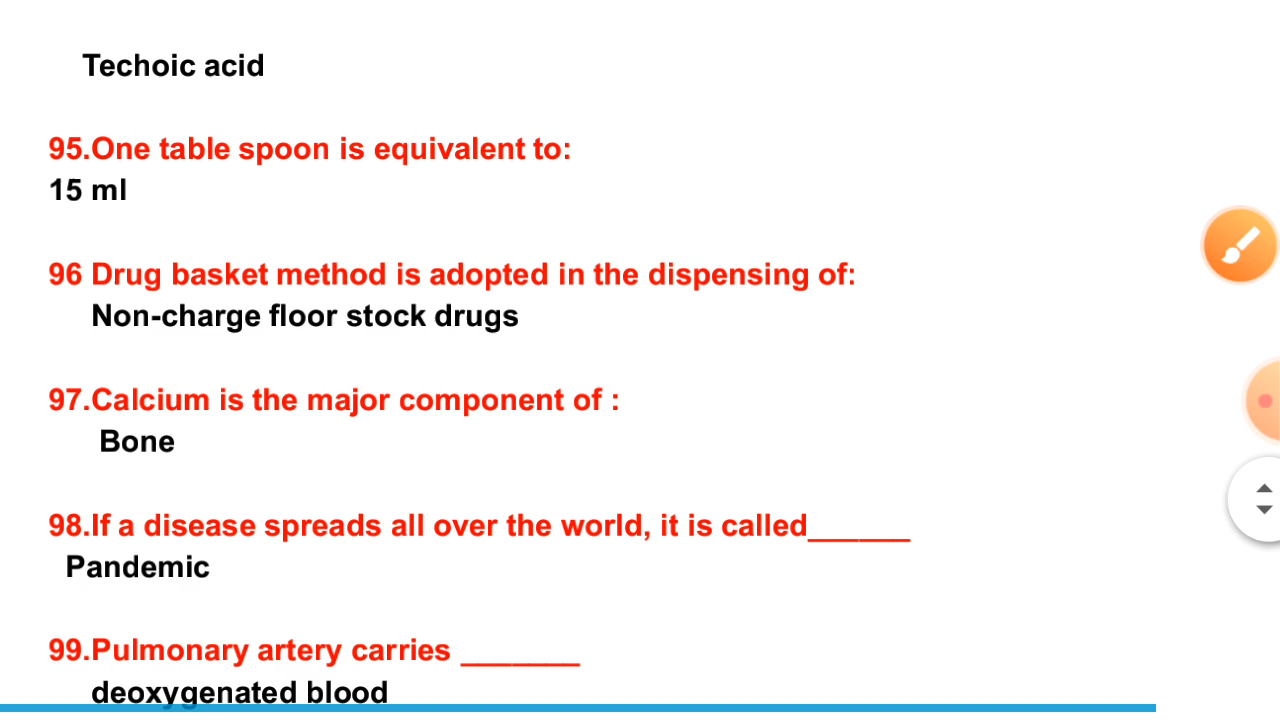 Techoic acid
95.One table spoon is equivalent to:
15 ml
96 Drug basket method is adopted in the dispensing of:
Non-charge floor stock drugs
97.Calcium is the major component of :
Bone
98.If a disease spreads all over the world, it is called______
Pandemic
99.Pulmonary artery carries _______
deoxygenated blood